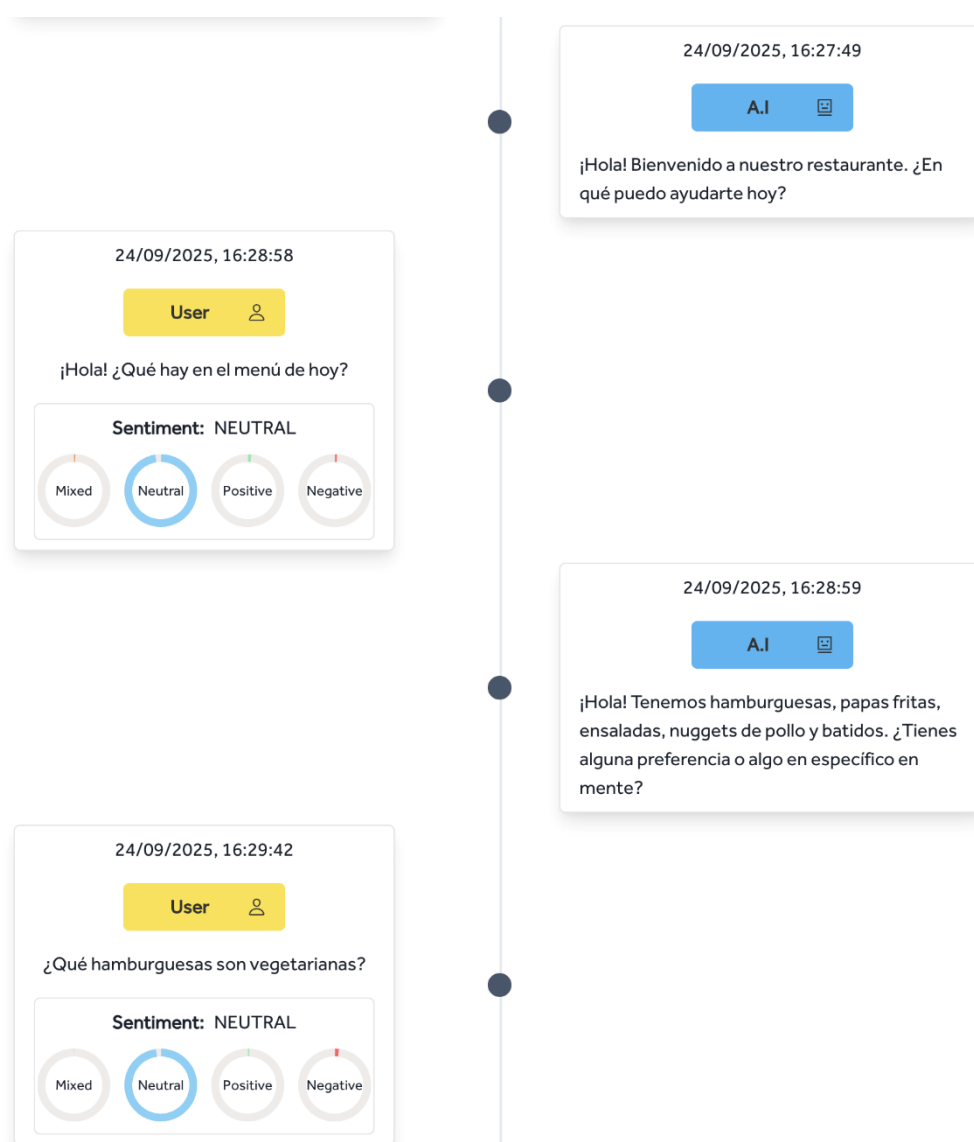 24/09/2025, 16:27:49
A.I
¡Hola! Bienvenido a nuestro restaurante. ¿En
qué puedo ayudarte hoy?
24/09/2025, 16:28:58
User
¡Hola! ¿Qué hay en el menú de hoy?
Sentiment: NEUTRAL
Mixed Neutral Positive Negative
24/09/2025, 16:28:59
A.I
¡Hola! Tenemos hamburguesas, papas fritas,
ensaladas, nuggets de pollo y batidos. ¿Tienes
alguna preferencia o algo en específico en
mente?
24/09/2025, 16:29:42
User
¿Qué hamburguesas son vegetarianas?
Sentiment: NEUTRAL
Mixed Neutral Positive Negative